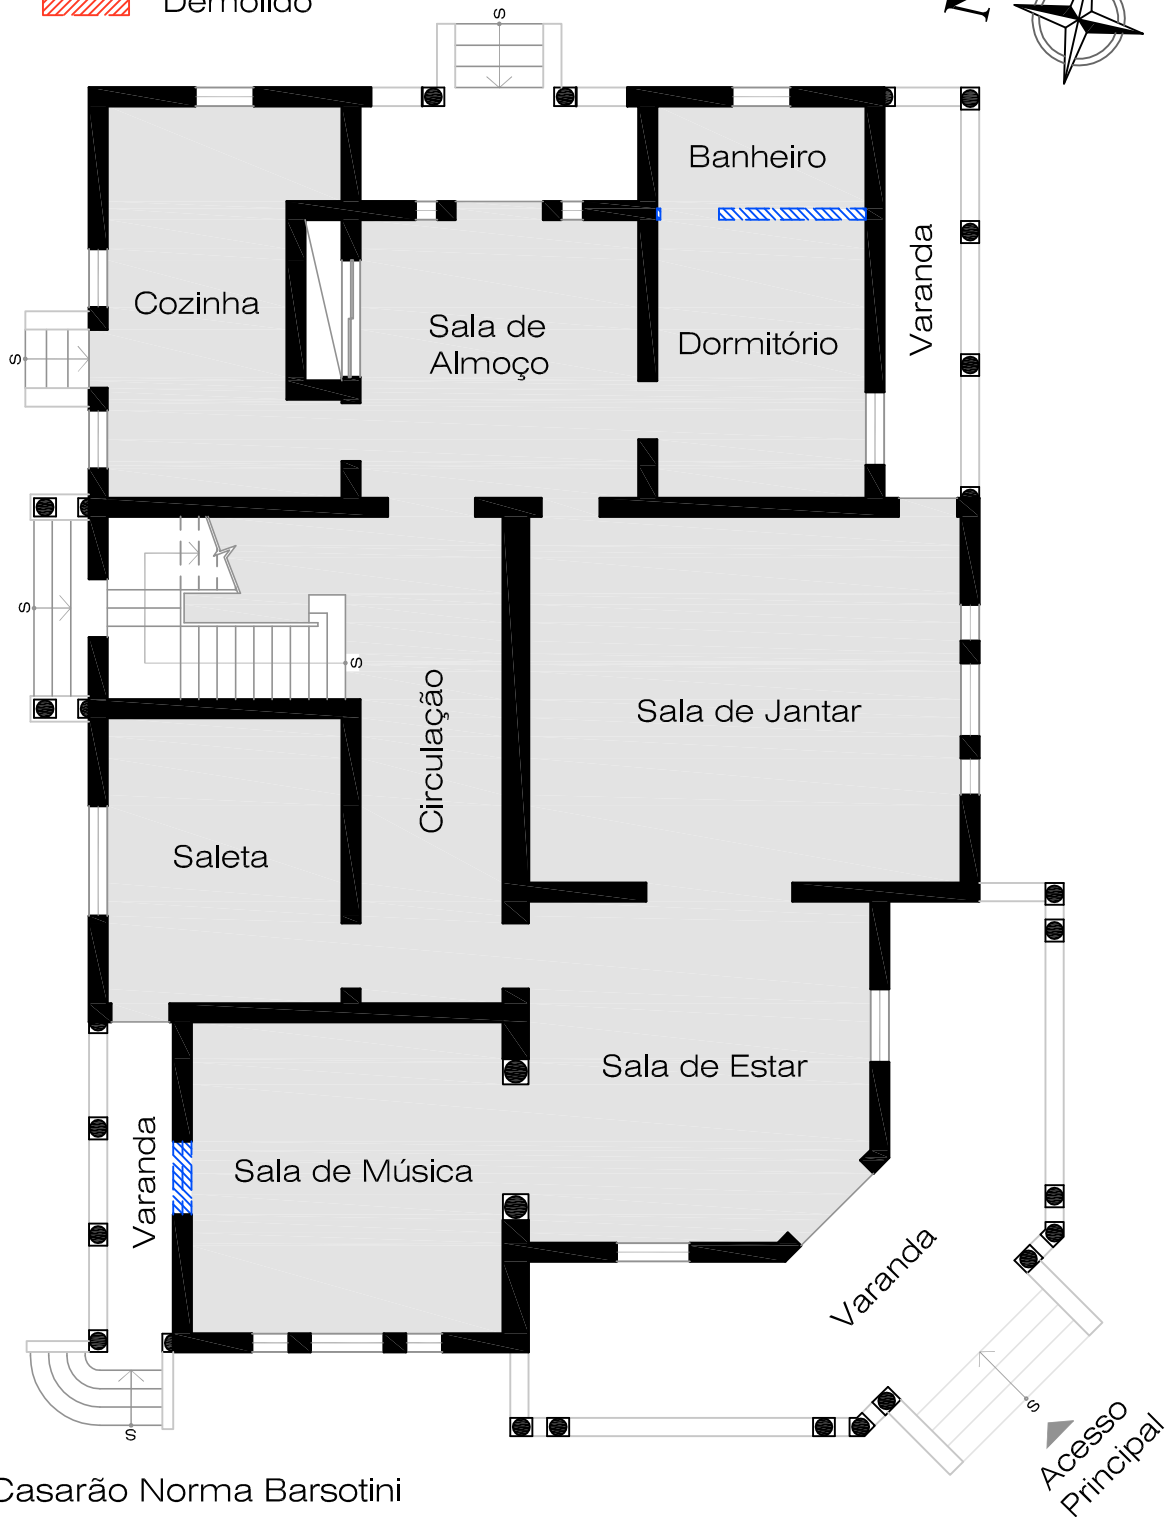 Demolido
N
s
Banheiro
Varanda
Cozinha
Sala de
Almoço
Dormitório
s
s
s
Circulação
Sala de Jantar
Saleta
Sala de Estar
Varanda
Sala de Música
Varanda
s
s
Acesso
Principal
Casarão Norma Barsotini